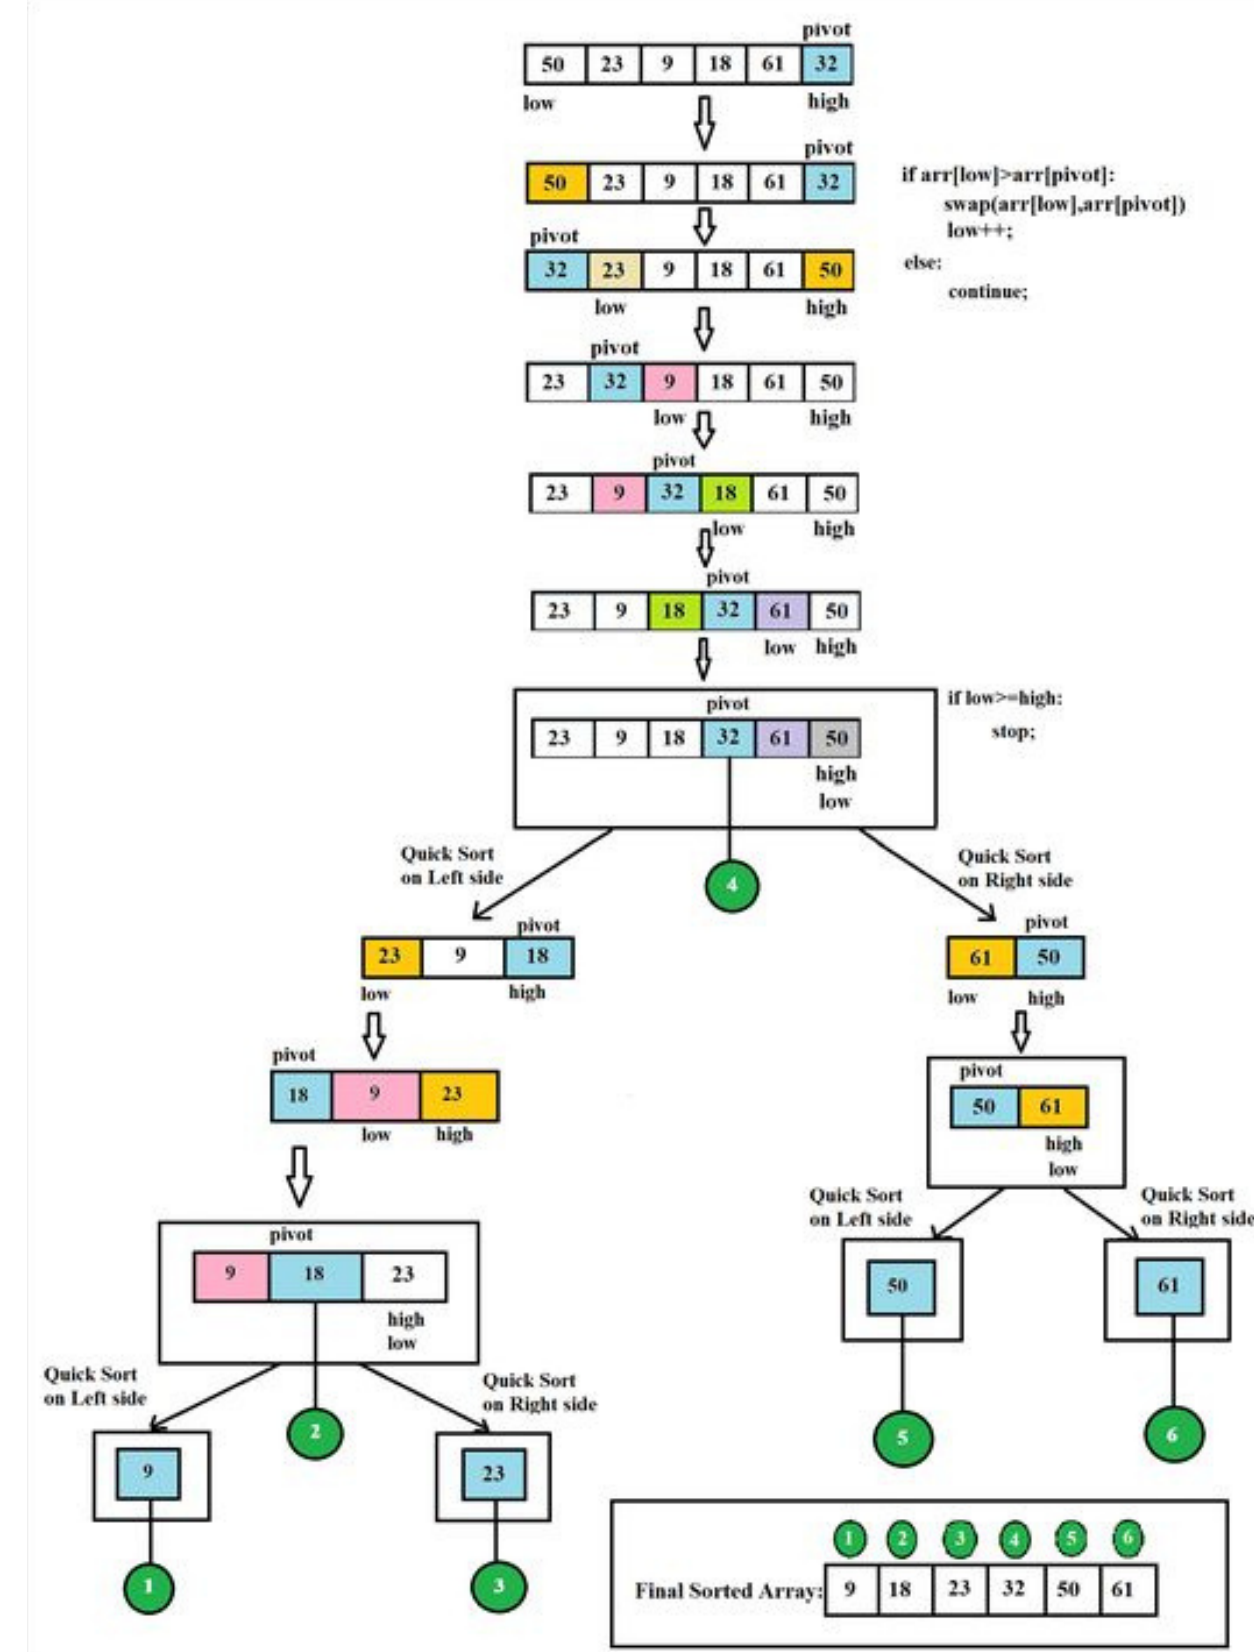 pivot
50 23 9 18 61 32
low high
pivot
50 23 9 18 61 32
if arr[low]>arr[pivot]:
swap(arr[low],arr[pivot])
low++;
else:
continue;
pivot
32 23 9 18 61 50
low high
pivot
23 32 9 18 61 50
low high
pivot
23 9 32 18 61 50
low high
pivot
23 9 18 32 61 50
low high
if low>=high:
stop;
pivot
23 9 18 32 61 50
high
low
4
Quick Sort
on Left side
Quick Sort
on Right side
pivot
23 9 18
low high
pivot
61 50
low high
pivot
18 9 23
low high
pivot
50 61
high
low
Quick Sort
on Left side
Quick Sort
on Right side
50
61
5
6
pivot
9 18 23
high
low
Quick Sort
on Left side
Quick Sort
on Right side
2
9
23
1
3
1 2 3 4 5 6
Final Sorted Array: 9 18 23 32 50 61